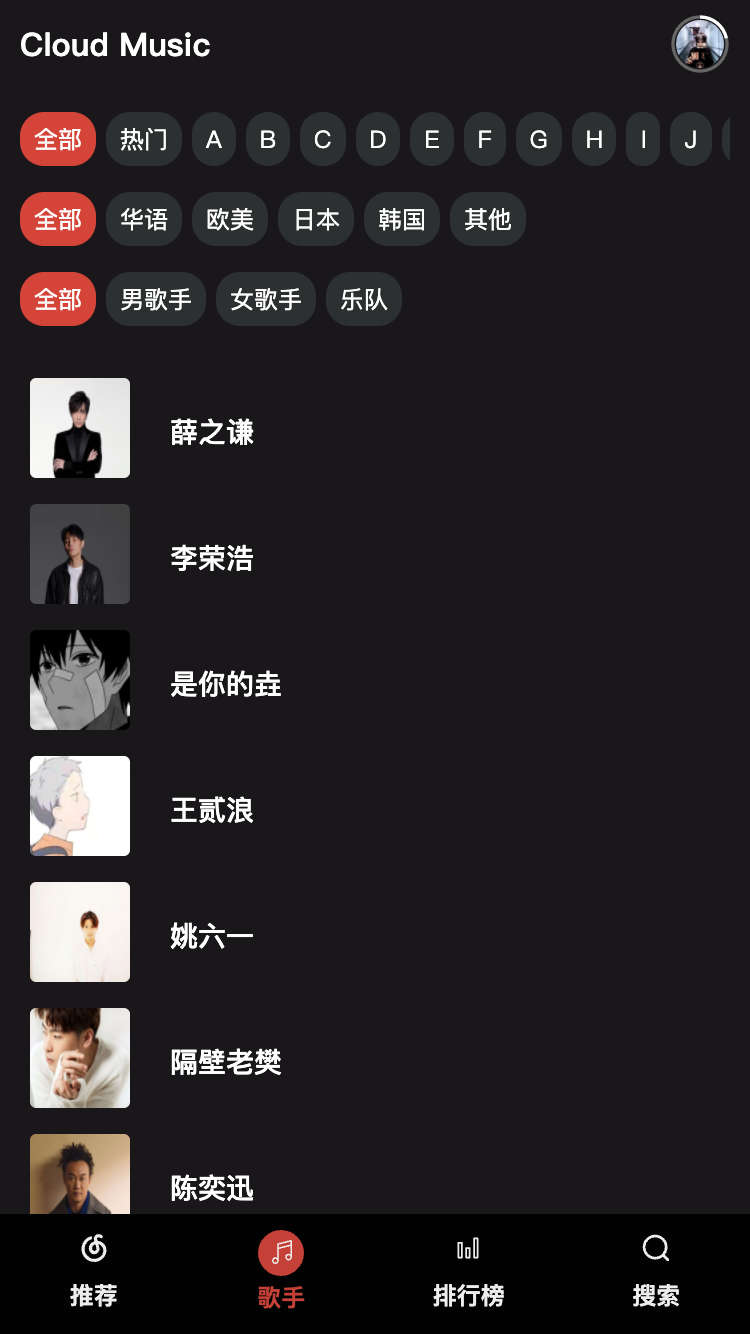 Cloud Music
全部 热门 A B C D E F G H I J
全部 华语 欧美 日本 韩国 其他
全部 男歌手 女歌手 乐队
薛之谦
李荣浩
是你的垚
王贰浪
姚六一
隔壁老樊
陈奕迅
推荐 歌手 排行榜 搜索